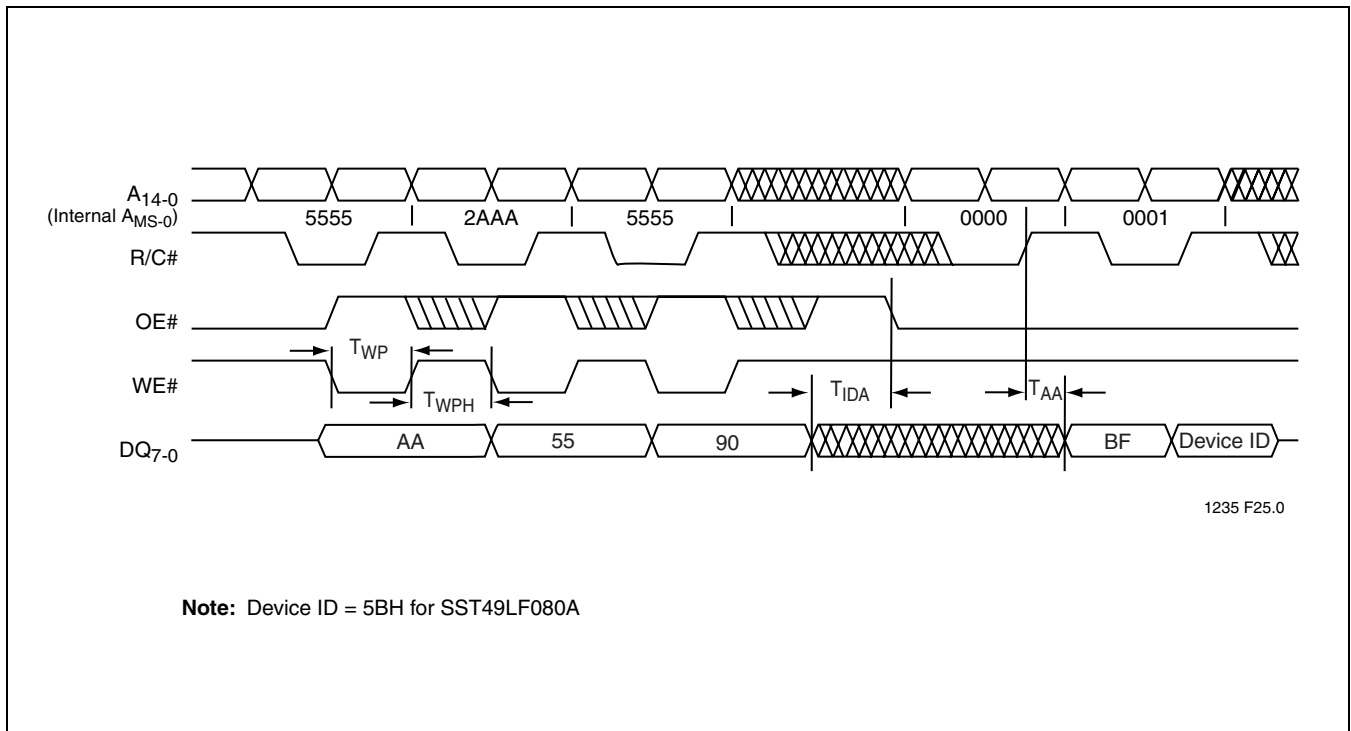 A14-0
(Internal AMS-0)
5555 2AAA 5555 0000 0001
R/C#
OE#
TWP
WE#
TWPH TIDA TAA
DQ7-0 AA 55 90 BF Device ID
1235 F25.0
Note: Device ID = 5BH for SST49LF080A